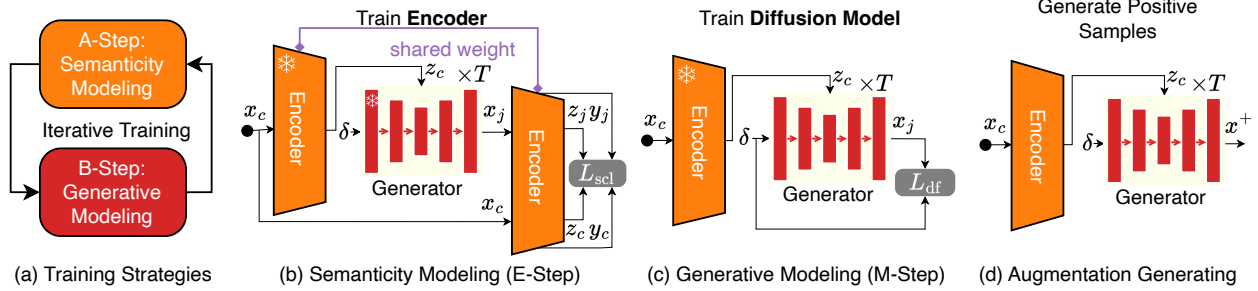 A-Step:
Semanticity
Modeling
Iterative Training
B-Step:
Generative
Modeling
(a) Training Strategies
Train Encoder
shared weight
x_c
Encoder
z_c ×T
δ
Generator
x_j
x_c
Encoder
z_j y_j
L_scl
z_c y_c
(b) Semanticity Modeling (E-Step)
Train Diffusion Model
x_c
Encoder
z_c ×T
δ
Generator
x_j
L_df
(c) Generative Modeling (M-Step)
Generate Positive
Samples
x_c
Encoder
z_c ×T
δ
Generator
x^+
(d) Augmentation Generating